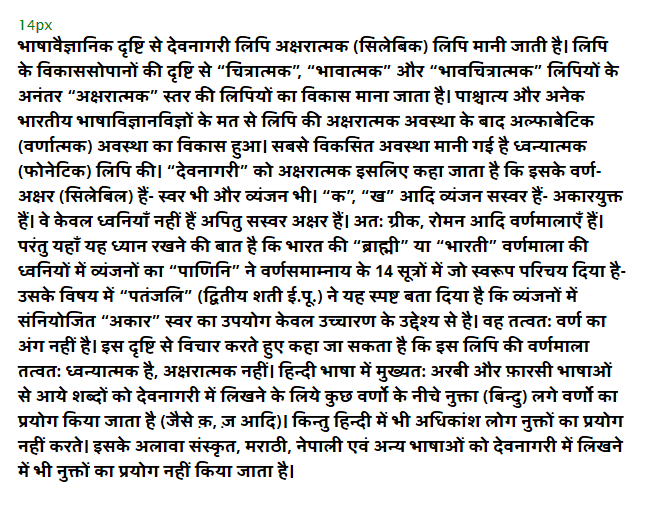 14px
भाषावैज्ञानिक दृष्टि से देवनागरी लिपि अक्षरात्मक (सिलेबिक) लिपि मानी जाती है। लिपि
के विकाससोपानों की दृष्टि से “चित्रात्मक”, “भावात्मक” और “भावचित्रात्मक” लिपियों के
अनंतर “अक्षरात्मक” स्तर की लिपियों का विकास माना जाता है। पाश्चात्य और अनेक
भारतीय भाषाविज्ञानविज्ञों के मत से लिपि की अक्षरात्मक अवस्था के बाद अल्फाबेटिक
(वर्णात्मक) अवस्था का विकास हुआ। सबसे विकसित अवस्था मानी गई है ध्वन्यात्मक
(फोनेटिक) लिपि की। “देवनागरी” को अक्षरात्मक इसलिए कहा जाता है कि इसके वर्ण-
अक्षर (सिलेबिल) हैं- स्वर भी और व्यंजन भी। “क”, “ख” आदि व्यंजन सस्वर हैं- अकारयुक्त
हैं। वे केवल ध्वनियाँ नहीं हैं अपितु सस्वर अक्षर हैं। अतः ग्रीक, रोमन आदि वर्णमालाएँ हैं।
परंतु यहाँ यह ध्यान रखने की बात है कि भारत की “ब्राह्मी” या “भारती” वर्णमाला की
ध्वनियों में व्यंजनों का “पाणिनि” ने वर्णसमाम्नाय के 14 सूत्रों में जो स्वरूप परिचय दिया है-
उसके विषय में “पतंजलि” (द्वितीय शती ई.पू.) ने यह स्पष्ट बता दिया है कि व्यंजनों में
संनियोजित “अकार” स्वर का उपयोग केवल उच्चारण के उद्देश्य से है। वह तत्वतः वर्ण का
अंग नहीं है। इस दृष्टि से विचार करते हुए कहा जा सकता है कि इस लिपि की वर्णमाला
तत्वतः ध्वन्यात्मक है, अक्षरात्मक नहीं। हिन्दी भाषा में मुख्यतः अरबी और फ़ारसी भाषाओं
से आये शब्दों को देवनागरी में लिखने के लिये कुछ वर्णो के नीचे नुक्ता (बिन्दु) लगे वर्णो का
प्रयोग किया जाता है (जैसे क़, ज़ आदि)। किन्तु हिन्दी में भी अधिकांश लोग नुक्तों का प्रयोग
नहीं करते। इसके अलावा संस्कृत, मराठी, नेपाली एवं अन्य भाषाओं को देवनागरी में लिखने
में भी नुक्तों का प्रयोग नहीं किया जाता है।